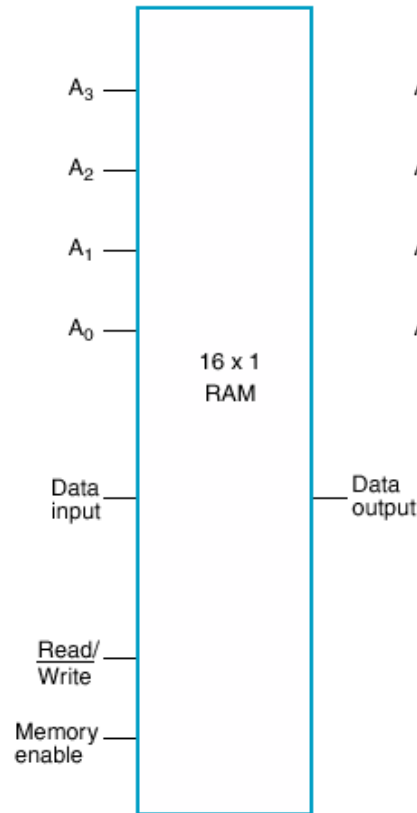 A₃
A₂
A₁
A₀
16 x 1
RAM
Data
input
Data
output
Read/
Write
Memory
enable